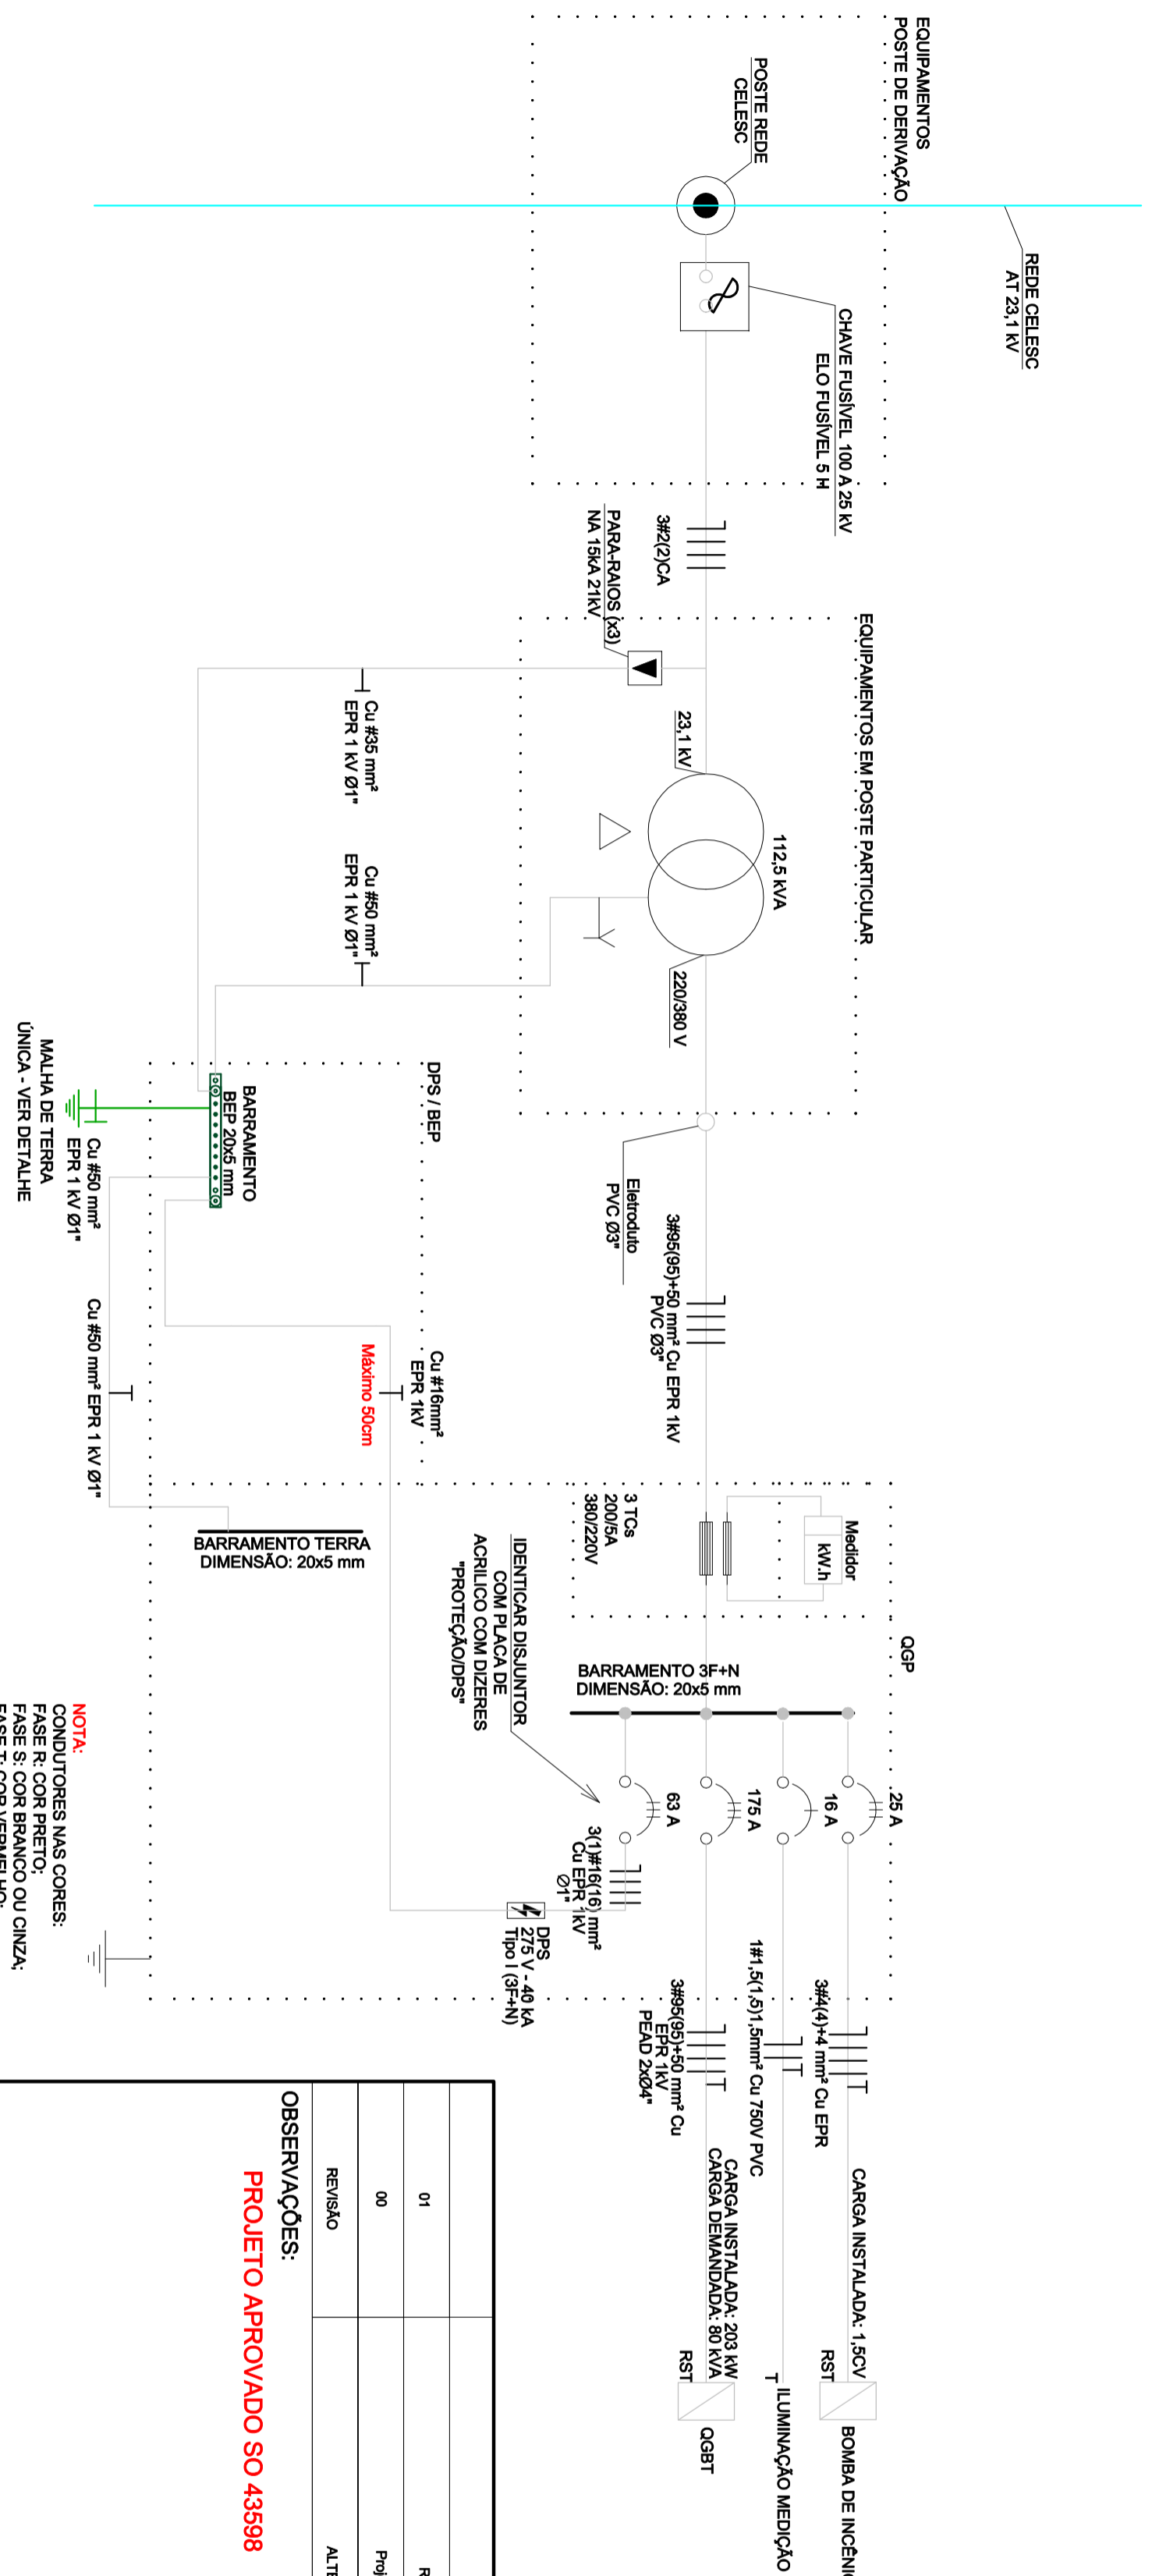 EQUIPAMENTOS
POSTE DE DERIVAÇÃO
POSTE REDE
CELESC
REDE CELESC
AT 23,1 kV
CHAVE FUSÍVEL 100 A 25 kV
ELO FUSÍVEL 5 H
3#2(2)CA
PARA-RAIOS (x3)
NA 15kA 21kV
EQUIPAMENTOS EM POSTE PARTICULAR
23,1 kV
112,5 kVA
220/380 V
Cu #35 mm²
EPR 1 kV Ø1"
Cu #50 mm²
EPR 1 kV Ø1"
Eletroduto
PVC Ø3"
3#95(95)+50 mm² Cu EPR 1kV
PVC Ø3"
DPS / BEP
BARRAMENTO
BEP 20x5 mm
MALHA DE TERRA
ÚNICA - VER DETALHE
Cu #50 mm²
EPR 1 kV Ø1"
Cu #50 mm² EPR 1 kV Ø1"
Cu #16mm²
EPR 1kV
Máximo 50cm
BARRAMENTO TERRA
DIMENSÃO: 20x5 mm
QGP
Medidor
kW.h
3 TCs
200/5A
380/220V
IDENTICAR DISJUNTOR
COM PLACA DE
ACRILICO COM DIZERES
"PROTEÇÃO/DPS"
BARRAMENTO 3F+N
DIMENSÃO: 20x5 mm
25 A
16 A
175 A
63 A
3(1)#16(16) mm²
Cu EPR 1kV
Ø1"
DPS
275 V - 40 kA
Tipo I (3F+N)
3#4(4)+4 mm² Cu EPR
1#1,5(1,5)1,5mm² Cu 750V PVC
3#95(95)+50 mm² Cu
EPR 1kV
PEAD 2xØ4"
CARGA INSTALADA: 1,5CV
RST
BOMBA DE
T
ILUMINAÇÃO MEDIÇÃO
CARGA INSTALADA: 203 kW
CARGA DEMANDADA: 80 kVA
RST
QGBT
NOTA:
CONDUTORES NAS CORES:
FASE R: COR PRETO;
FASE S: COR BRANCO OU CINZA;
FASE T: COR VERMELHO;
01
00
REVISÃO
OBSERVAÇÕES:
PROJETO APROVADO SO 43598